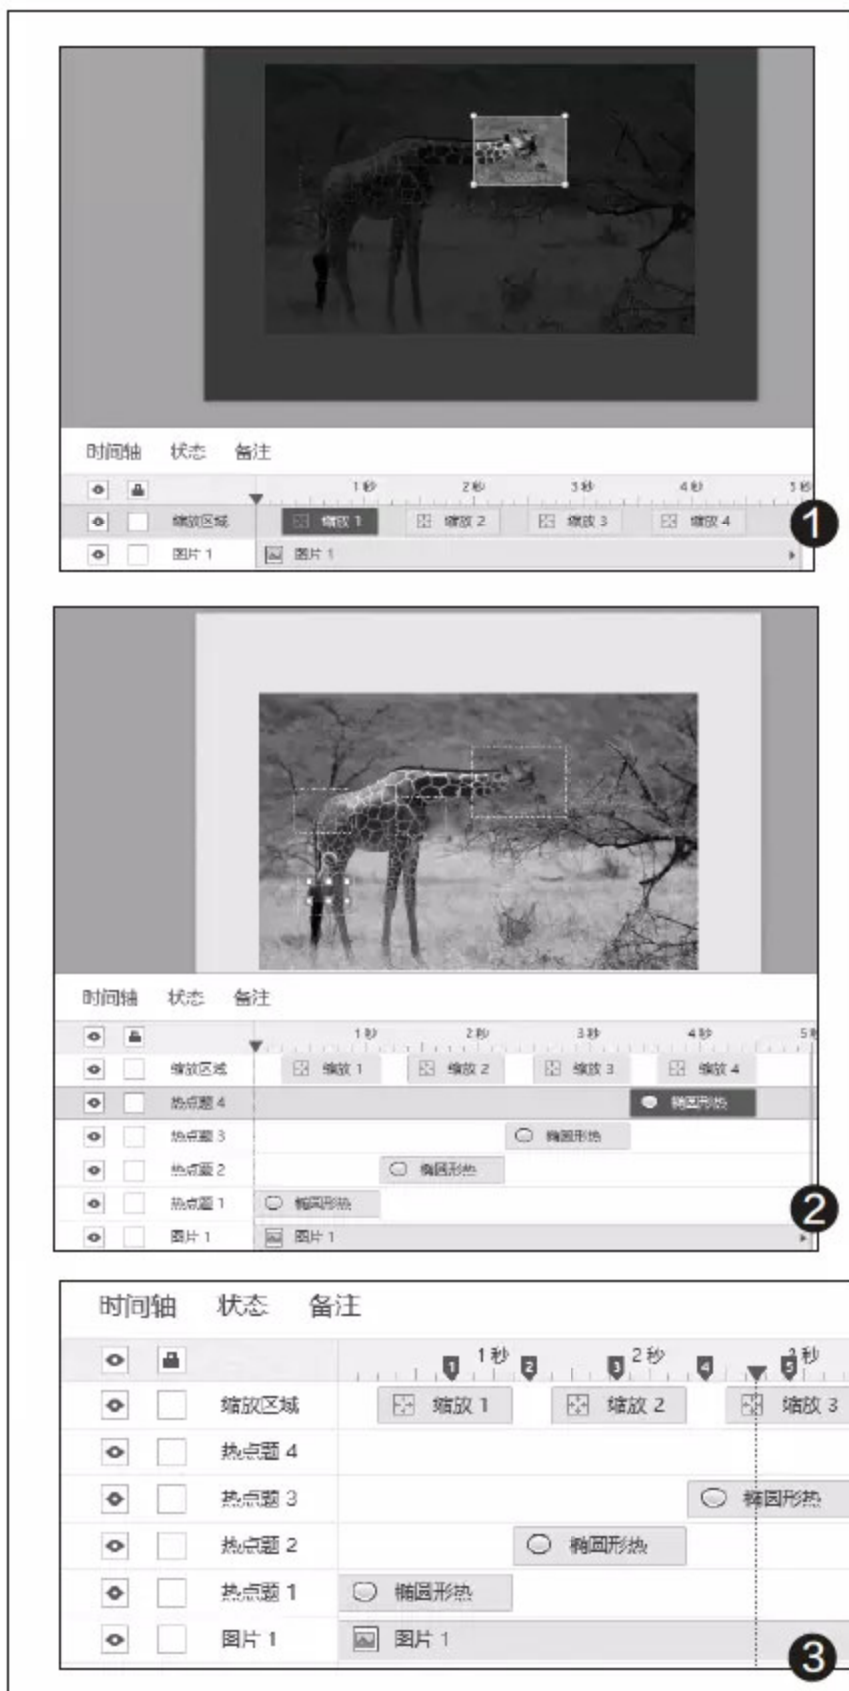 时间轴 状态 备注
1秒 2秒 3秒 4秒 5秒
缩放区域 缩放 1 缩放 2 缩放 3 缩放 4
图片 1 图片 1
1
时间轴 状态 备注
1秒 2秒 3秒 4秒 5秒
缩放区域 缩放 1 缩放 2 缩放 3 缩放 4
热点题 4 椭圆形热
热点题 3 椭圆形热
热点题 2 椭圆形热
热点题 1 椭圆形热
图片 1 图片 1
2
时间轴 状态 备注
1 1秒 2 3 2秒 4 5 3秒
缩放区域 缩放 1 缩放 2 缩放 3
热点题 4
热点题 3 椭圆形热
热点题 2 椭圆形热
热点题 1 椭圆形热
图片 1 图片 1
3